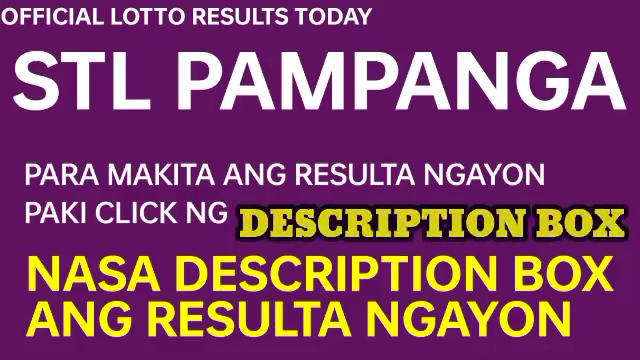 OFFICIAL LOTTO RESULTS TODAY
STL PAMPANGA
PARA MAKITA ANG RESULTA NGAYON
PAKI CLICK NG DESCRIPTION BOX
NASA DESCRIPTION BOX
ANG RESULTA NGAYON